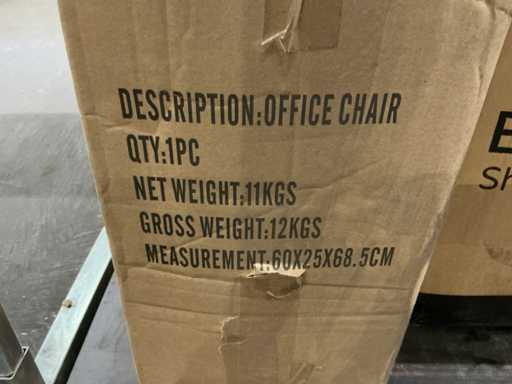 DESCRIPTION:OFFICE CHAIR
QTY:1PC
NET WEIGHT:11KGS
GROSS WEIGHT:12KGS
MEASUREMENT:60X25X68.5CM